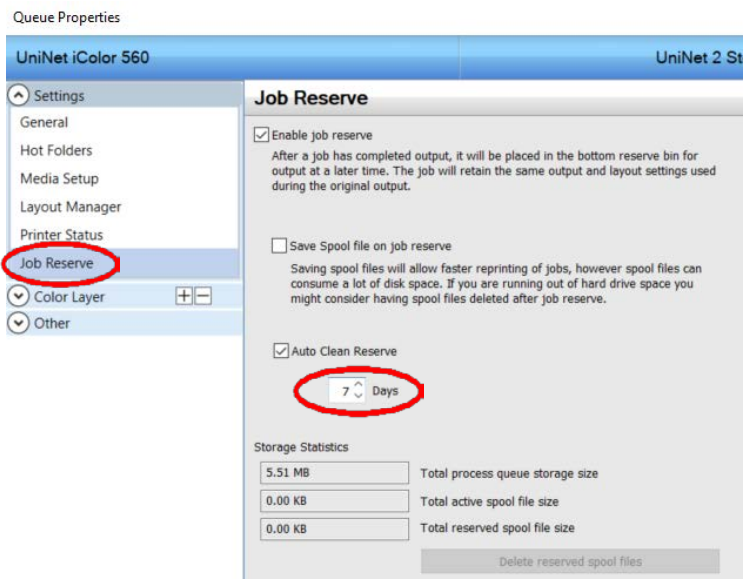 Queue Properties
UniNet iColor 560
UniNet 2 St
Settings
General
Hot Folders
Media Setup
Layout Manager
Printer Status
Job Reserve
Color Layer
Other
Job Reserve
Enable job reserve
After a job has completed output, it will be placed in the bottom reserve bin for
output at a later time. The job will retain the same output and layout settings used
during the original output.
Save Spool file on job reserve
Saving spool files will allow faster reprinting of jobs, however spool files can
consume a lot of disk space. If you are running out of hard drive space you
might consider having spool files deleted after job reserve.
Auto Clean Reserve
7 Days
Storage Statistics
5.51 MB Total process queue storage size
0.00 KB Total active spool file size
0.00 KB Total reserved spool file size
Delete reserved spool files